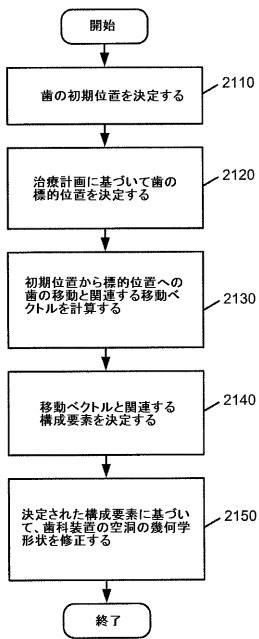 開始
歯の初期位置を決定する
2110
治療計画に基づいて歯の
標的位置を決定する
2120
初期位置から標的位置への
歯の移動と関連する移動ベ
クトルを計算する
2130
移動ベクトルと関連する
構成要素を決定する
2140
決定された構成要素に基づい
て、歯科装置の空洞の幾何学
形状を修正する
2150
終了